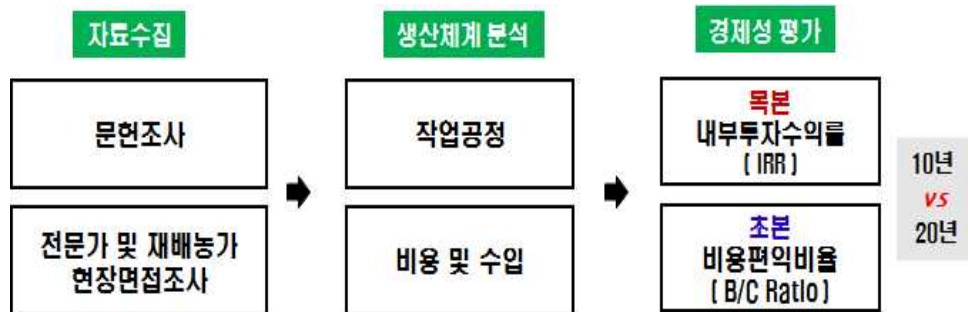 자료수집
문헌조사
전문가 및 재배농가
현장면접조사
생산체계 분석
작업공정
비용 및 수입
경제성 평가
목본
내부투자수익률
( IRR )
초본
비용편익비율
( B/C Ratio )
10년
VS
20년